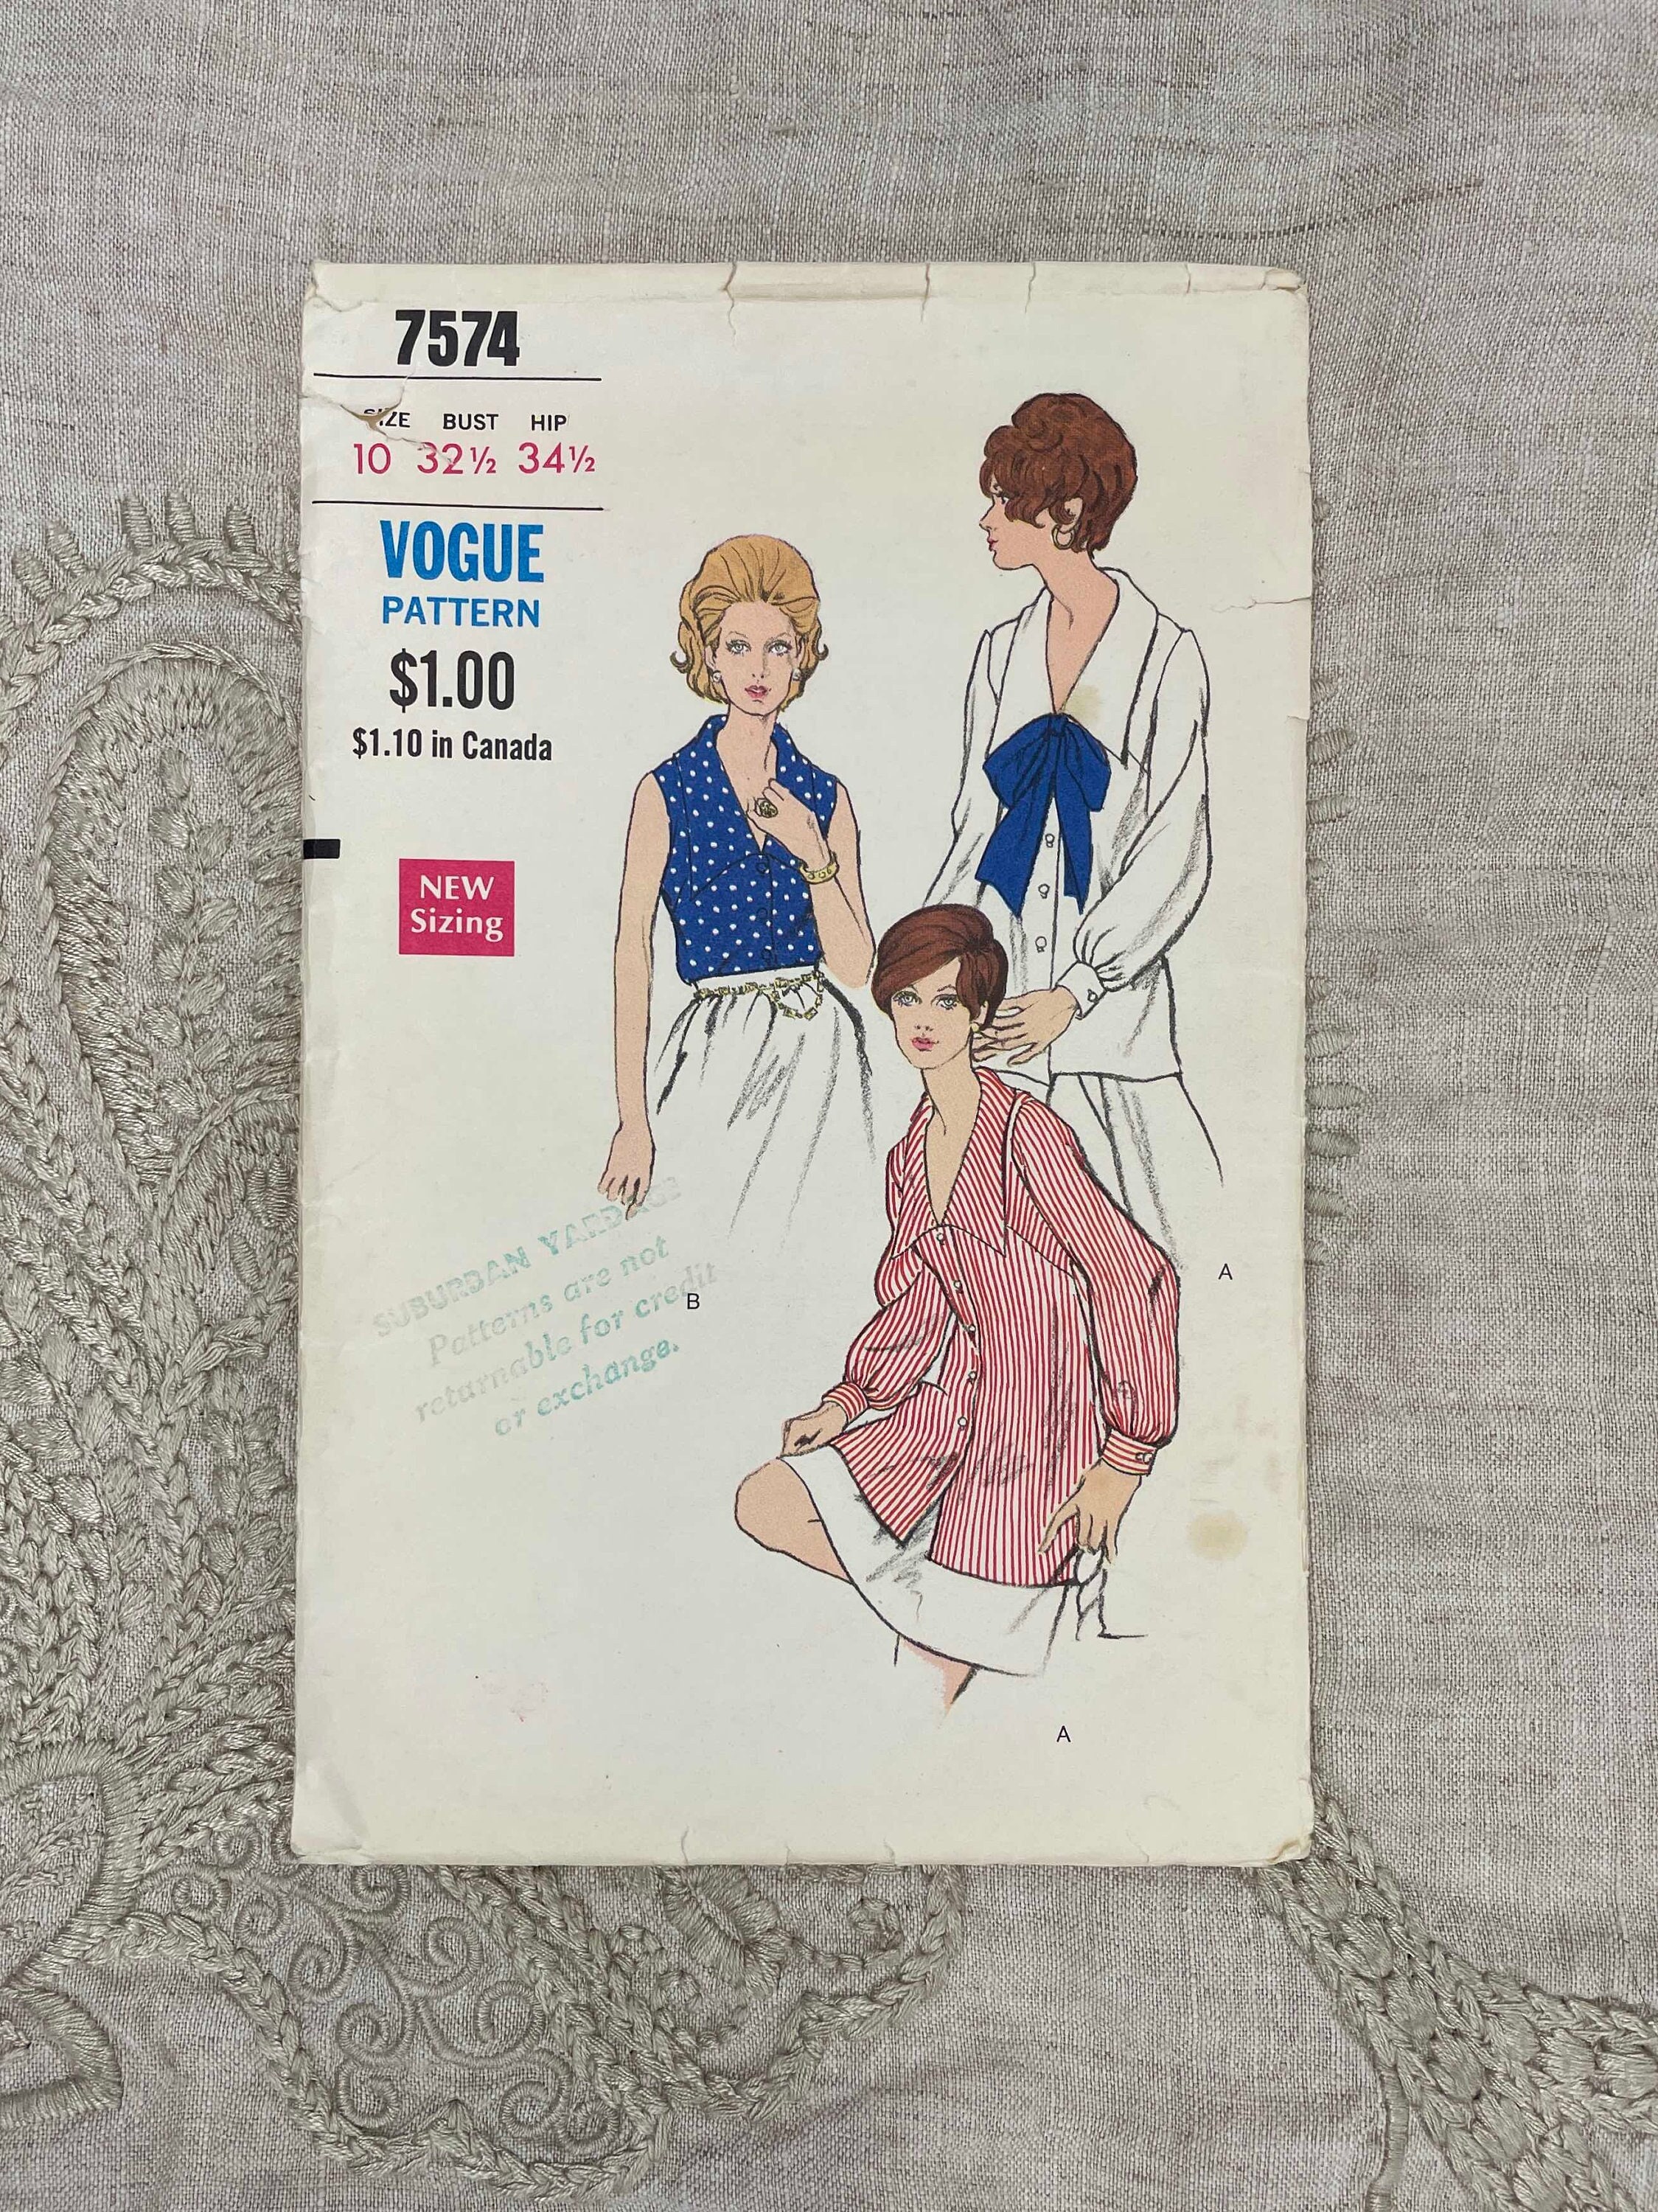 7574
SIZE BUST HIP
10 32½ 34½
VOGUE
PATTERN
$1.00
$1.10 in Canada
NEW
Sizing
SUBURBAN YARDAGE
Patterns are not
returnable for credit
or exchange.
B
A
A